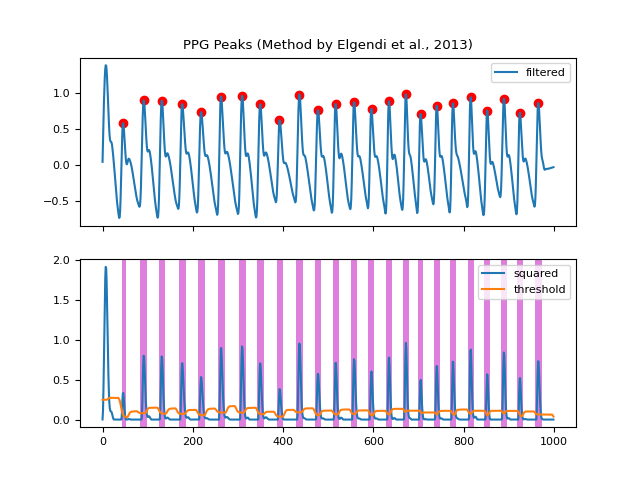 PPG Peaks (Method by Elgendi et al., 2013)
filtered
1.0
0.5
0.0
−0.5
squared
threshold
2.0
1.5
1.0
0.5
0.0
0 200 400 600 800 1000